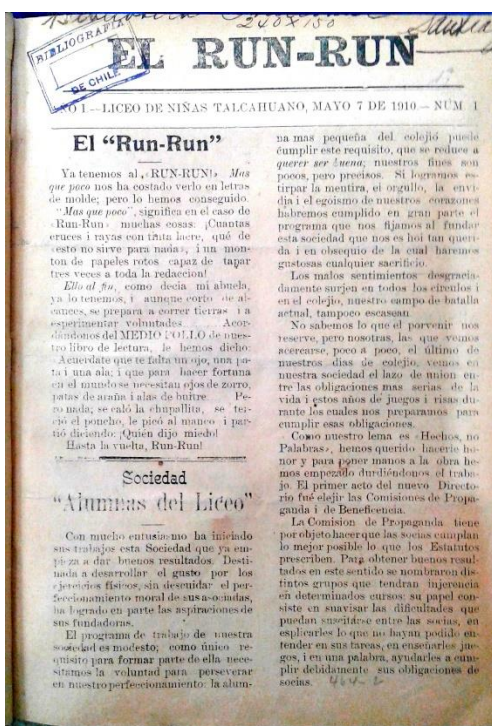 240X150
BIBLIOGRAFIA
DE CHILE
EL RUN-RUN
AÑO I.—LICEO DE NIÑAS TALCAHUANO, MAYO 7 DE 1910.—NÚM. 1
El “Run-Run”
Ya tenemos al «RUN-RUN!» Mas
que poco nos ha costado verlo en letras
de molde; pero lo hemos conseguido.
“Mas que poco”, significa en el caso de
«Run-Run» muchas cosas: ¡Cuantas
cruces i rayas con tinta lacre, qué de
«esto no sirve para nada», i un mon-
ton de papeles rotos capaz de tapar
tres veces a toda la redaccion!
Ello al fin, como decia mi abuela,
ya lo tenemos, i aunque corto de al-
cances, se prepara a correr tierras i a
esperimentar voluntades. Acor-
dándonos del MEDIO POLLO de nues-
tro libro de lectura, le hemos dicho:
Acuérdate que te falta un ojo, una pa-
ta i una ala; i que para hacer fortuna
en el mundo se necesitan ojos de zorro,
patas de araña i alas de buitre. Pe-
ro nada; se caló la chupallita, se ter-
ció el poncho, le picó al manco i par-
tió diciendo: ¡Quién dijo miedo!
Hasta la vuelta, Run-Run!
Sociedad
“Alumnas del Liceo”
Con mucho entusiasmo ha iniciado
sus trabajos esta Sociedad que ya em-
pieza a dar buenos resultados. Desti-
nada a desarrollar el gusto por los
ejercicios físicos, sin descuidar el per-
feccionamiento moral de sus asociadas,
ha logrado en parte las aspiraciones de
sus fundadoras.
El programa de trabajo de nuestra
sociedad es modesto; como único re-
quisito para formar parte de ella nece-
sitamos la voluntad para perseverar
en nuestro perfeccionamiento: la alum-
na mas pequeña del colejio puede
cumplir este requisito, que se reduce a
querer ser buena; nuestros fines son
pocos, pero precisos. Si logramos es-
tirpar la mentira, el orgullo, la envi-
dia i el egoismo de nuestros corazones
habremos cumplido en gran parte el
programa que nos fijamos al fundar
esta sociedad que nos es hoi tan queri-
da i en obsequio de la cual haremos
gustosas cualquier sacrificio.
Los malos sentimientos desgracia-
damente surjen en todos los círculos i
en el colejio, nuestro campo de batalla
actual, tampoco escasean.
No sabemos lo que el porvenir nos
reserve, pero nosotras, las que vemos
acercarse, poco a poco, el último de
nuestros dias de colejio, vemos en
nuestra sociedad el lazo de union en-
tre las obligaciones mas serias de la
vida i estos años de juegos i risas du-
rante los cuales nos preparamos para
cumplir esas obligaciones.
Como nuestro lema es «Hechos, no
Palabras», hemos querido hacerle ho-
nor y para poner manos a la obra he-
mos empezado dividiéndonos el traba-
jo. El primer acto del nuevo Directo-
rio fué elejir las Comisiones de Propa-
ganda i de Beneficencia.
La Comision de Propaganda tiene
por objeto hacer que las socias cumplan
lo mejor posible lo que los Estatutos
prescriben. Para obtener buenos resul-
tados en este sentido se nombraron dis-
tintos grupos que tendran injerencia
en determinados cursos: su papel con-
siste en suavisar las dificultades que
puedan suscitarse entre las socias, en
esplicarles lo que no hayan podido en-
tender en sus tareas, en enseñarles jue-
gos, i en una palabra, ayudarles a cum-
plir debidamente sus obligaciones de
socias.
464-2